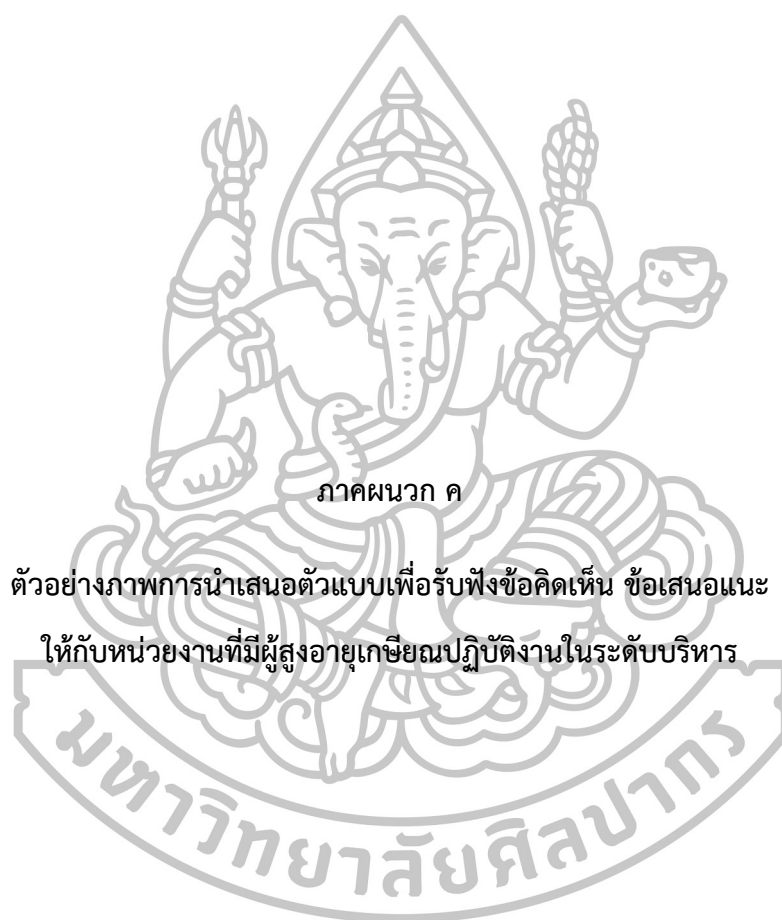 ภาคผนวก ค
ตัวอย่างภาพการนำเสนอตัวแบบเพื่อรับฟังข้อคิดเห็น ข้อเสนอแนะ
ให้กับหน่วยงานที่มีผู้สูงอายุเกษียณปฏิบัติงานในระดับบริหาร
มหาวิทยาลัยศิลปากร